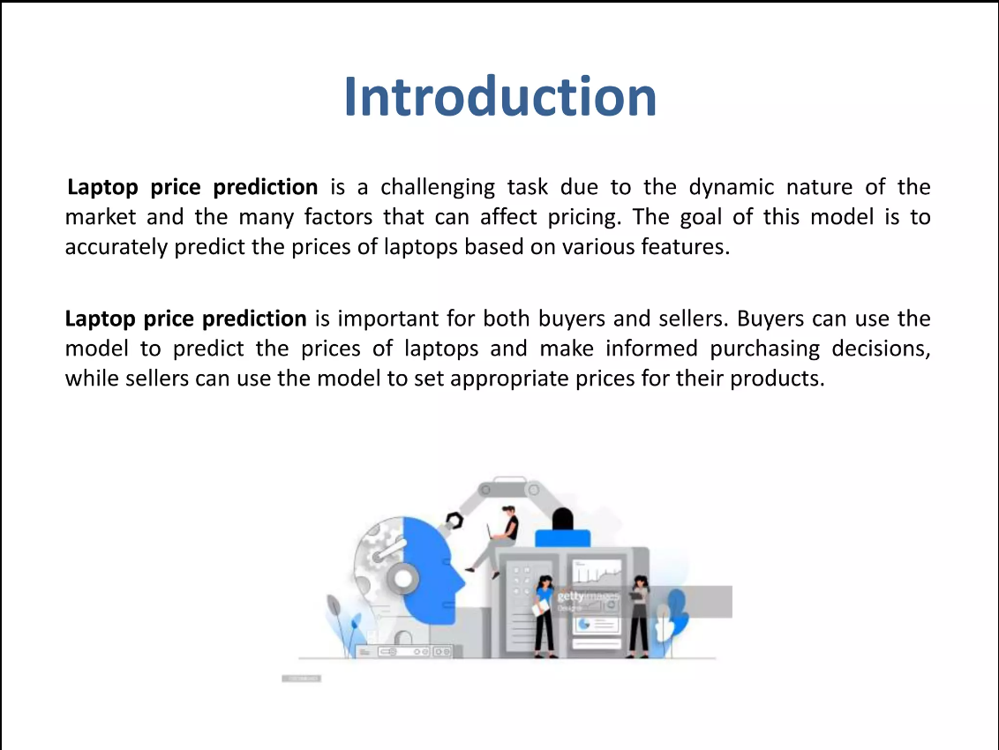 Introduction
Laptop price prediction is a challenging task due to the dynamic nature of the
market and the many factors that can affect pricing. The goal of this model is to
accurately predict the prices of laptops based on various features.
Laptop price prediction is important for both buyers and sellers. Buyers can use the
model to predict the prices of laptops and make informed purchasing decisions,
while sellers can use the model to set appropriate prices for their products.
gettyimages